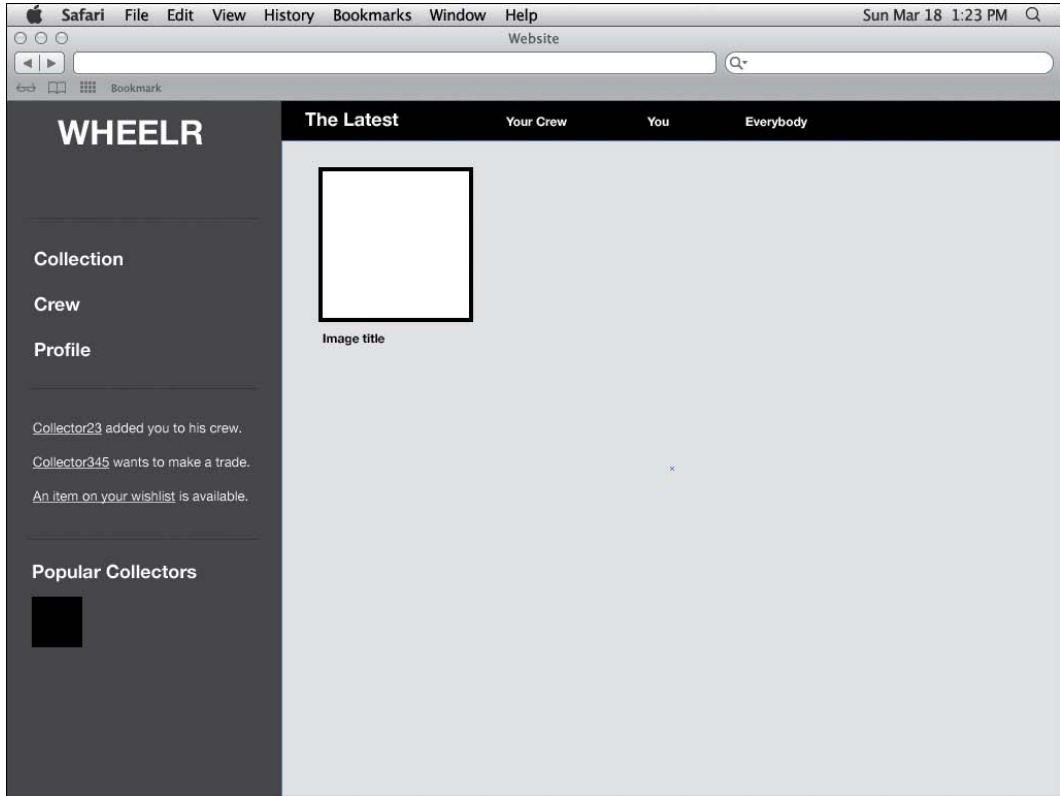 Safari File Edit View History Bookmarks Window Help Sun Mar 18 1:23 PM
Website
Bookmark
WHEELR
The Latest Your Crew You Everybody
Collection
Crew
Profile
Image title
Collector23 added you to his crew.
Collector345 wants to make a trade.
An item on your wishlist is available.
Popular Collectors